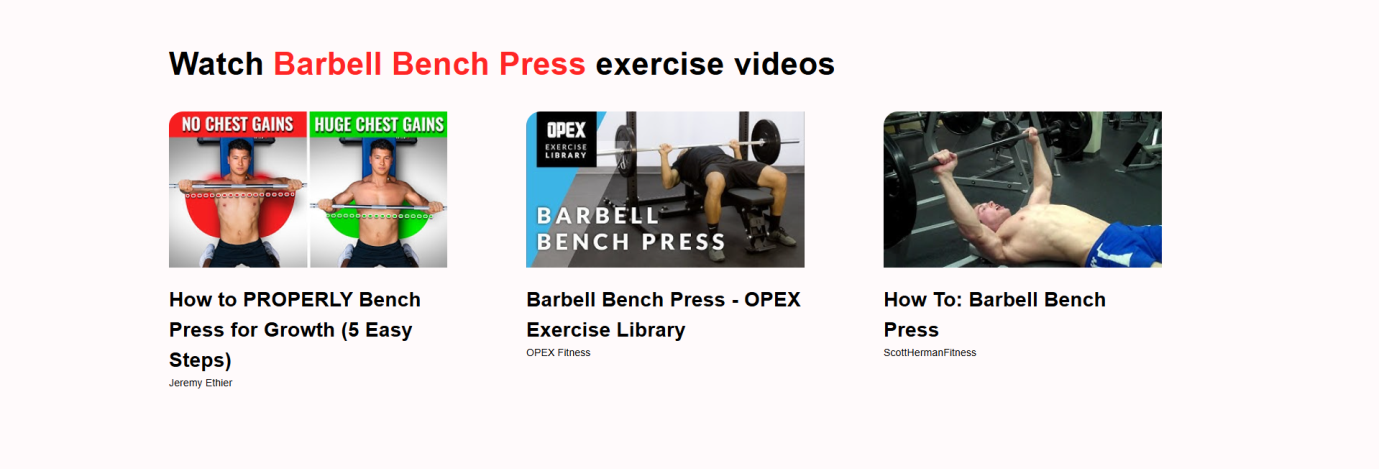 Watch Barbell Bench Press exercise videos
NO CHEST GAINS
HUGE CHEST GAINS
How to PROPERLY Bench
Press for Growth (5 Easy
Steps)
Jeremy Ethier
OPEX
EXERCISE
LIBRARY
BARBELL
BENCH PRESS
Barbell Bench Press - OPEX
Exercise Library
OPEX Fitness
How To: Barbell Bench
Press
ScottHermanFitness